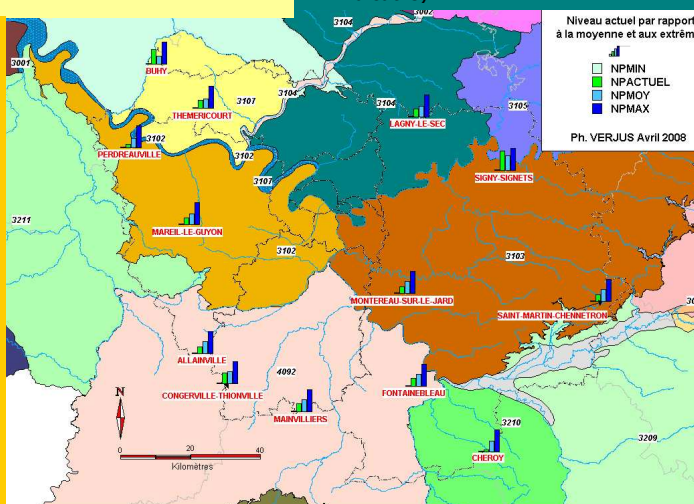 Niveau actuel par rapport
à la moyenne et aux extrêm
NPMIN
NPACTUEL
NPMOY
NPMAX
Ph. VERJUS Avril 2008
3104
3001
BUHY
3107
THEMERICOURT
3104
3104
LAGNY-LE-SEC
3105
3102
PERDREAUVILLE
3102
3107
SIGNY-SIGNETS
3211
MAREIL-LE-GUYON
3102
3103
MONTEREAU-SUR-LE-JARD
SAINT-MARTIN-CHENNETRON
ALLAINVILLE
4092
CONGERVILLE-THIONVILLE
FONTAINEBLEAU
MAINVILLIERS
N
3210
3209
CHEROY
0 20 40
Kilomètres